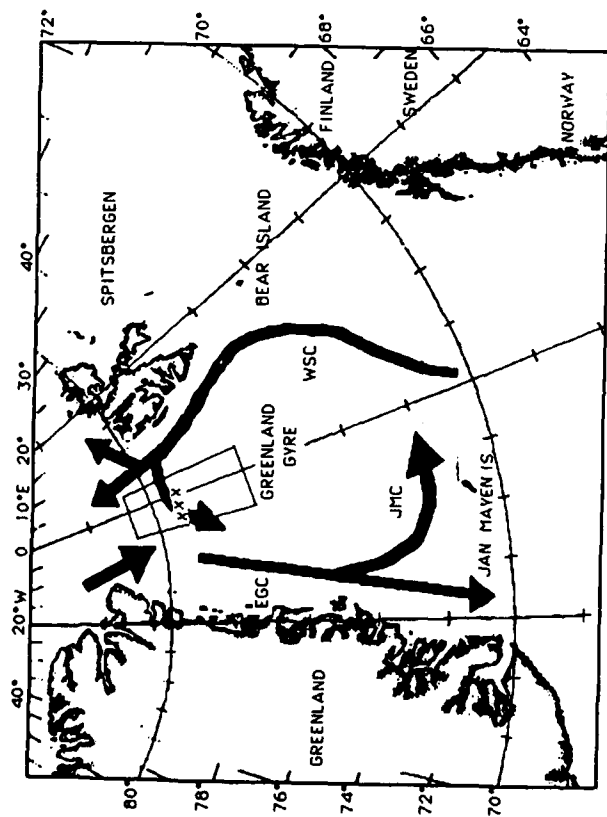 40° 20°W 0 10°E 20° 30° 40° 72°
SPITSBERGEN
80°
70°
78°
EGC
GREENLAND
GYRE
BEAR ISLAND
76°
WSC
GREENLAND
FINLAND
68°
74°
JMC
SWEDEN
66°
72°
JAN MAYEN IS.
70°
64°
NORWAY